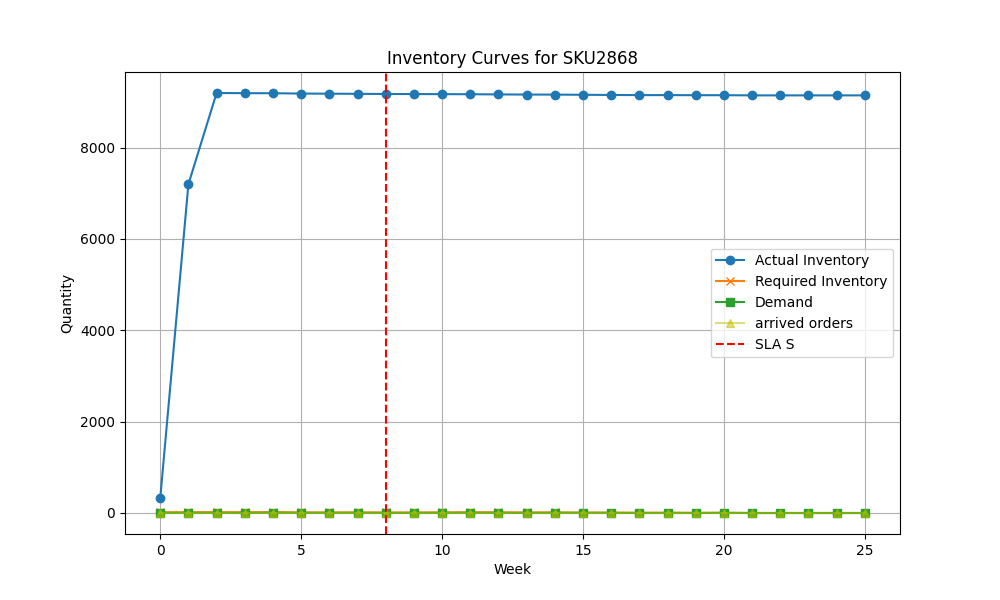 Inventory Curves for SKU2868
Quantity
8000
6000
4000
2000
0
Actual Inventory
Required Inventory
Demand
arrived orders
SLA S
0 5 10 15 20 25
Week